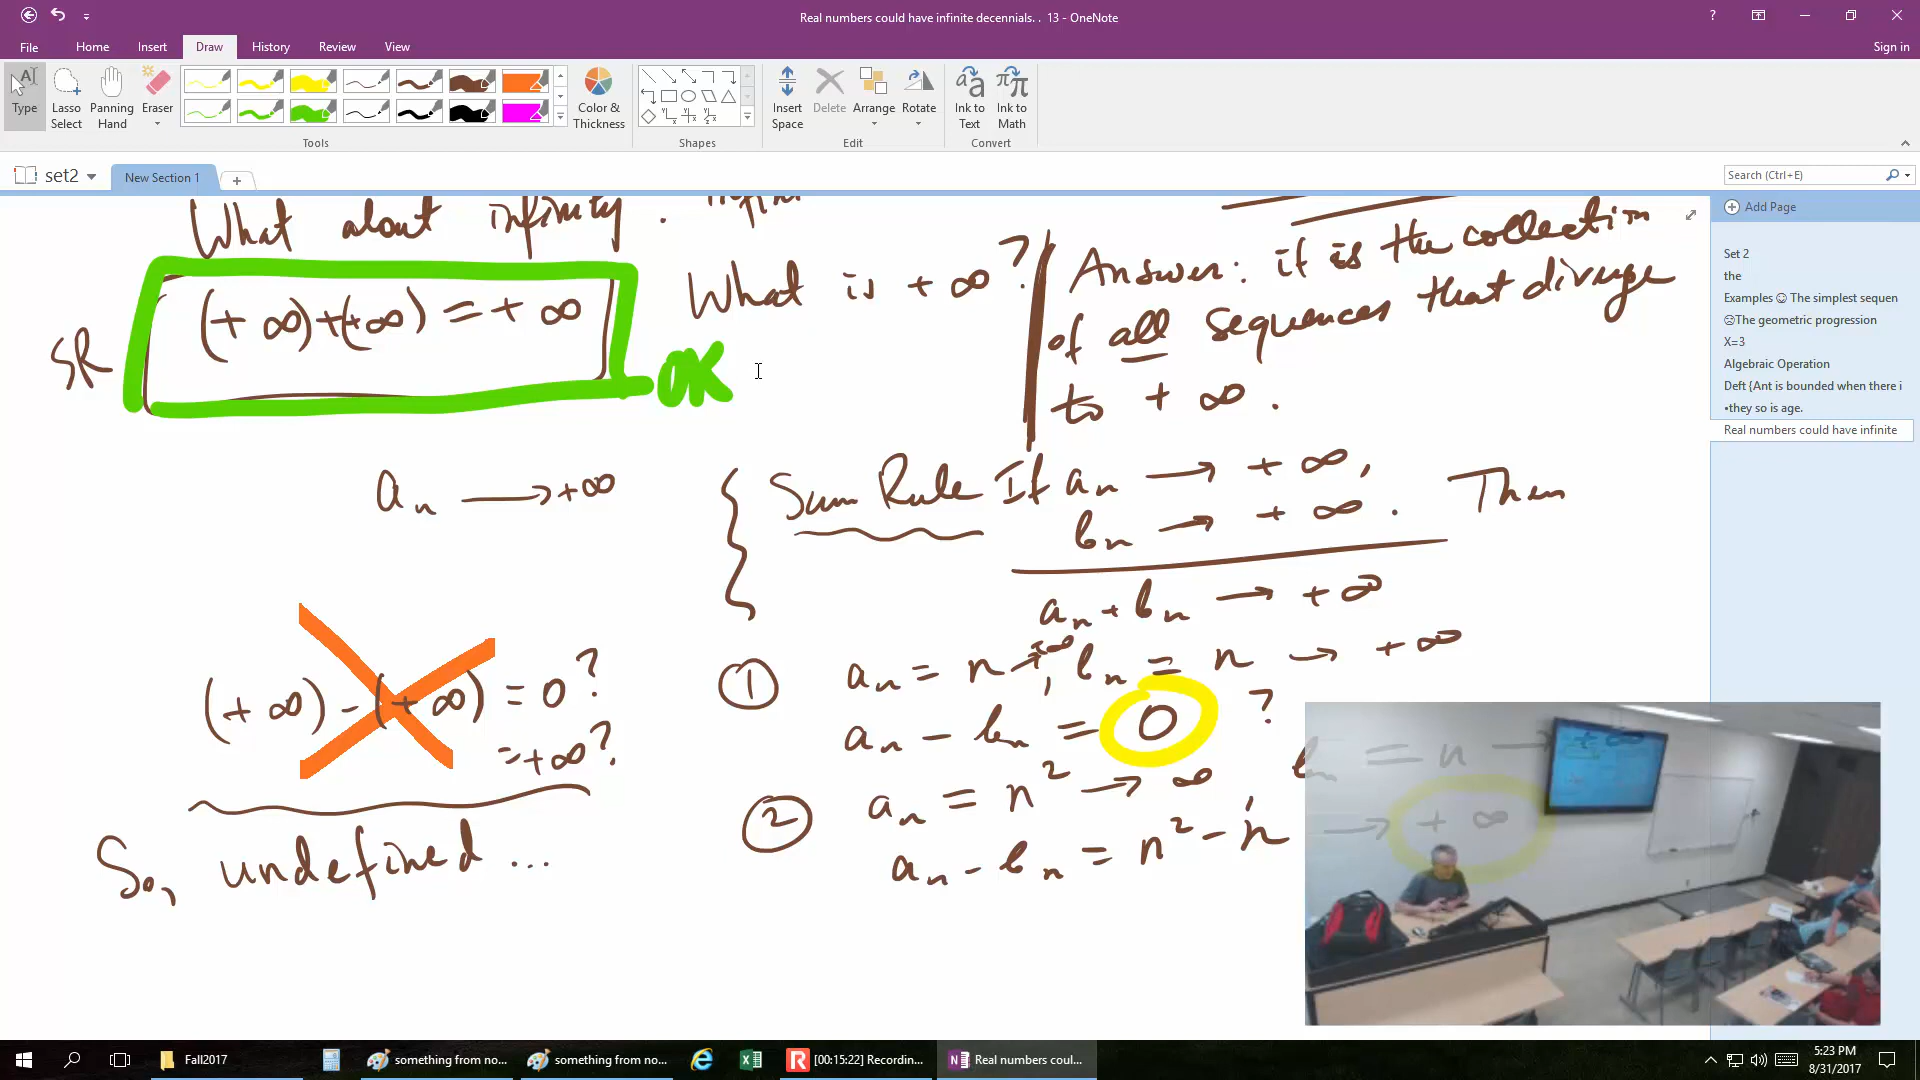 Real numbers could have infinite decennials. . 13 - OneNote
?
File
Home
Insert
Draw
History
Review
View
Sign in
Type
Lasso Select
Panning Hand
Eraser
Color & Thickness
Insert Space
Delete
Arrange
Rotate
Ink to Text
Ink to Math
Tools
Shapes
Edit
Convert
set2
New Section 1
Search (Ctrl+E)
Add Page
Set 2
the
Examples ☺ The simplest sequen
☹The geometric progression
X=3
Algebraic Operation
Deft {Ant is bounded when there i
•they so is age.
Real numbers could have infinite
What about infinity.
SR
(+ ∞)+(+∞) = + ∞
OK
What is + ∞ ?
Answer: it is the collection
of all sequences that diverge
to + ∞ .
aₙ ⟶ +∞
Sum Rule If aₙ ⟶ + ∞,
bₙ → + ∞ . Then
aₙ + bₙ → + ∞
(+ ∞) - (+ ∞) = 0 ?
= +∞ ?
So, undefined ...
① aₙ = n → +∞, bₙ = n → + ∞
aₙ - bₙ = 0 ?
② aₙ = n² → ∞, bₙ = n →
aₙ - bₙ = n² - n → + ∞
Fall2017
something from no...
something from no...
[00:15:22] Recordin...
Real numbers coul...
5:23 PM
8/31/2017